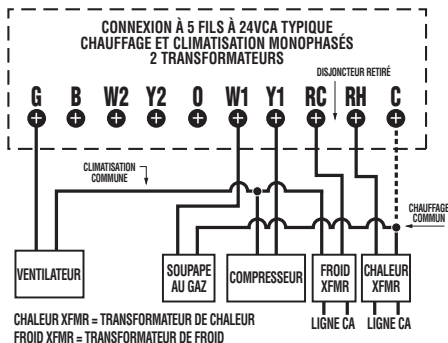 CONNEXION À 5 FILS À 24VCA TYPIQUE
CHAUFFAGE ET CLIMATISATION MONOPHASÉS
2 TRANSFORMATEURS
DISJONCTEUR RETIRÉ
G B W2 Y2 O W1 Y1 RC RH C
CLIMATISATION
COMMUNE
CHAUFFAGE
COMMUN
VENTILATEUR
SOUPAPE
AU GAZ
COMPRESSEUR
FROID
XFMR
CHALEUR
XFMR
LIGNE CA LIGNE CA
CHALEUR XFMR = TRANSFORMATEUR DE CHALEUR
FROID XFMR = TRANSFORMATEUR DE FROID